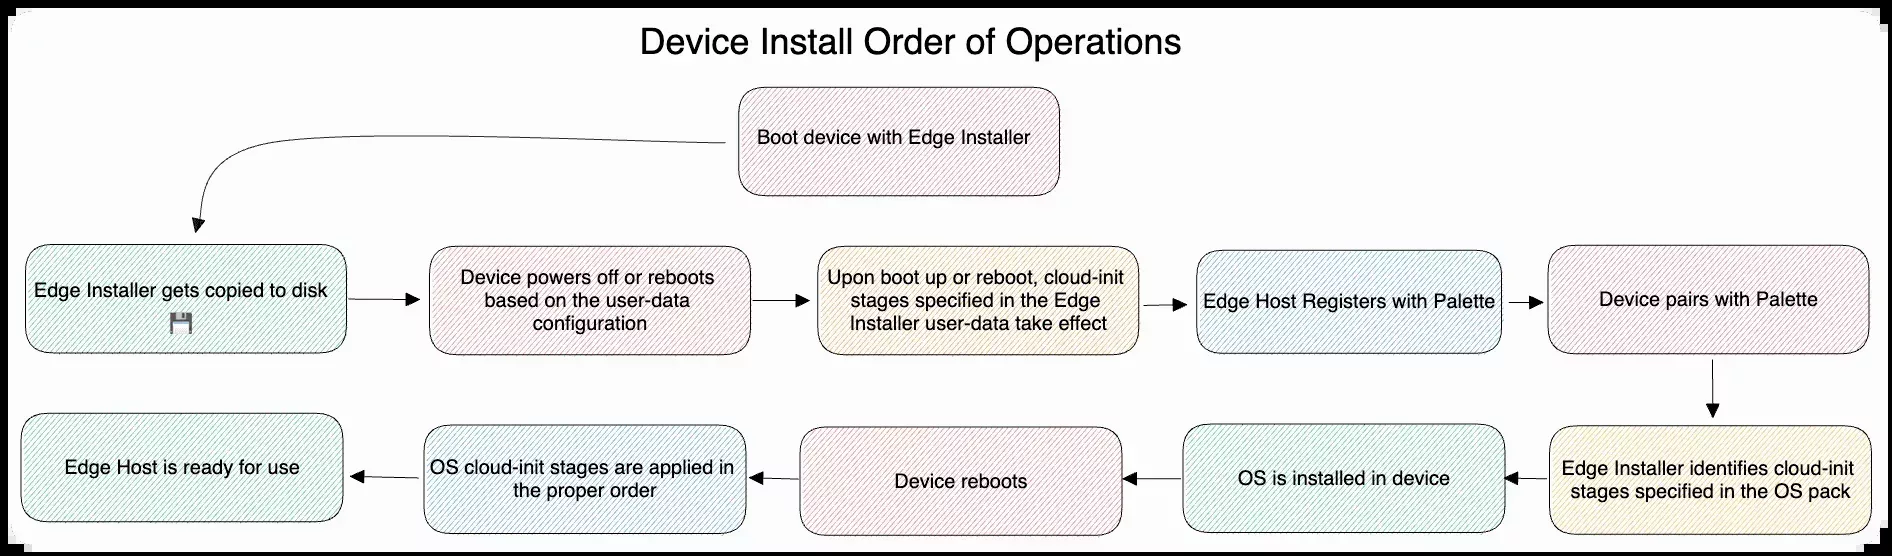 Device Install Order of Operations
Boot device with Edge Installer
Edge Installer gets copied to disk
Device powers off or reboots
based on the user-data
configuration
Upon boot up or reboot, cloud-init
stages specified in the Edge
Installer user-data take effect
Edge Host Registers with Palette
Device pairs with Palette
Edge Installer identifies cloud-init
stages specified in the OS pack
OS is installed in device
Device reboots
OS cloud-init stages are applied in
the proper order
Edge Host is ready for use